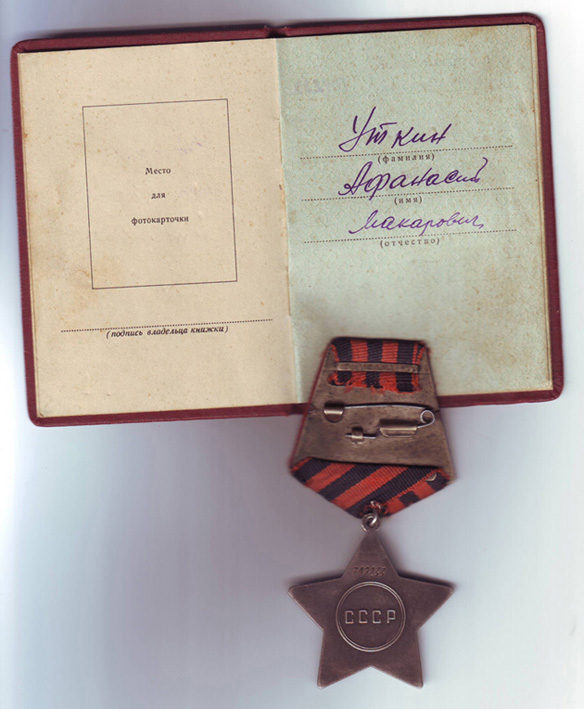 Место
для
фотокарточки
(подпись владельца книжки)
Уткин
(фамилия)
Афанасий
(имя)
Макарович
(отчество)
СССР